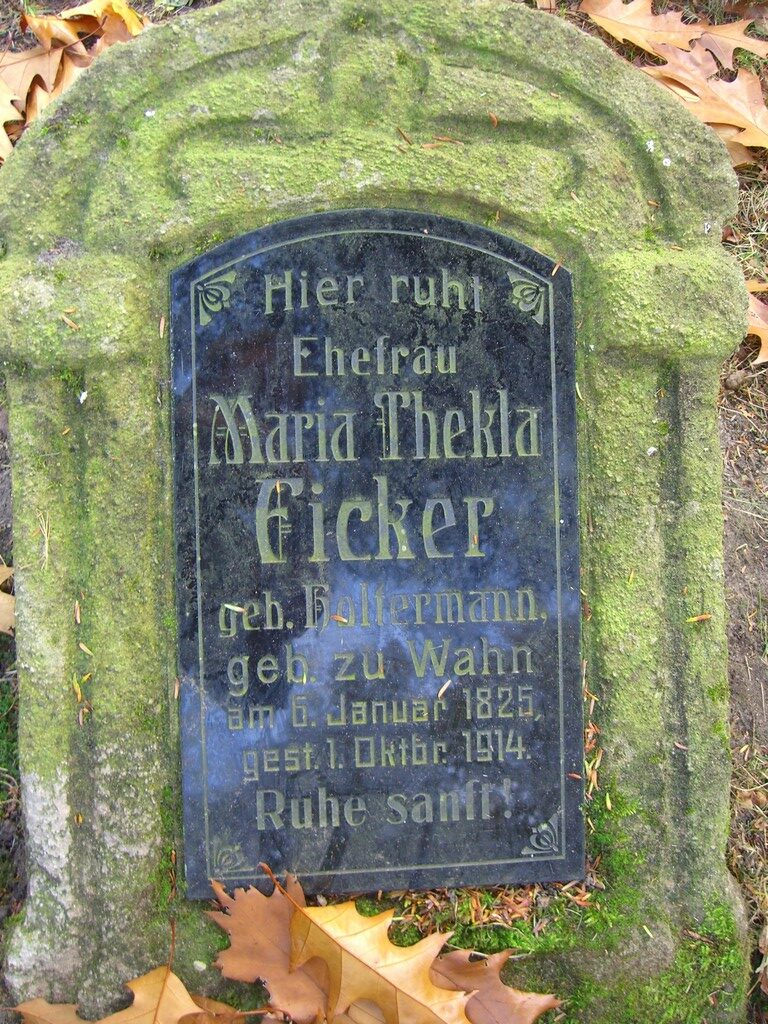 Hier ruht
Ehefrau
Maria Thekla
Eicker
geb. Holtermann,
geb. zu Wahn
am 6. Januar 1825,
gest. 1. Oktbr. 1914.
Ruhe sanft!